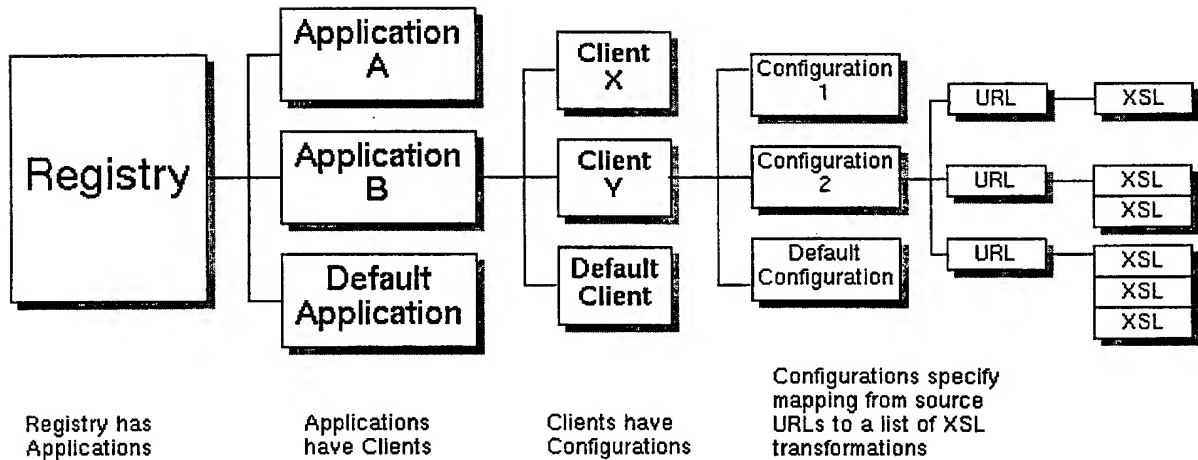 Registry
Application
A
Application
B
Default
Application
Client
X
Client
Y
Default
Client
Configuration
1
Configuration
2
Default
Configuration
URL
XSL
URL
XSL
XSL
URL
XSL
XSL
XSL
Registry has
Applications
Applications
have Clients
Clients have
Configurations
Configurations specify
mapping from source
URLs to a list of XSL
transformations